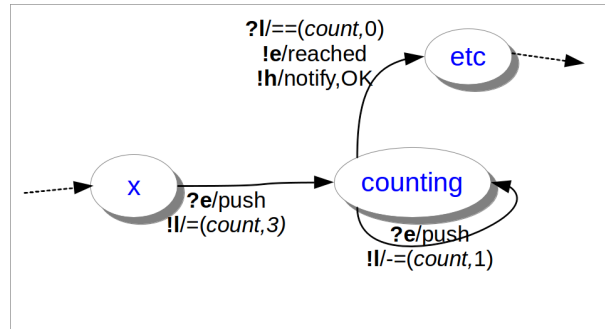 ?l/==(count,0)
!e/reached
!h/notify,OK
etc
x
counting
?e/push
!l/=(count,3)
?e/push
!l/-=(count,1)